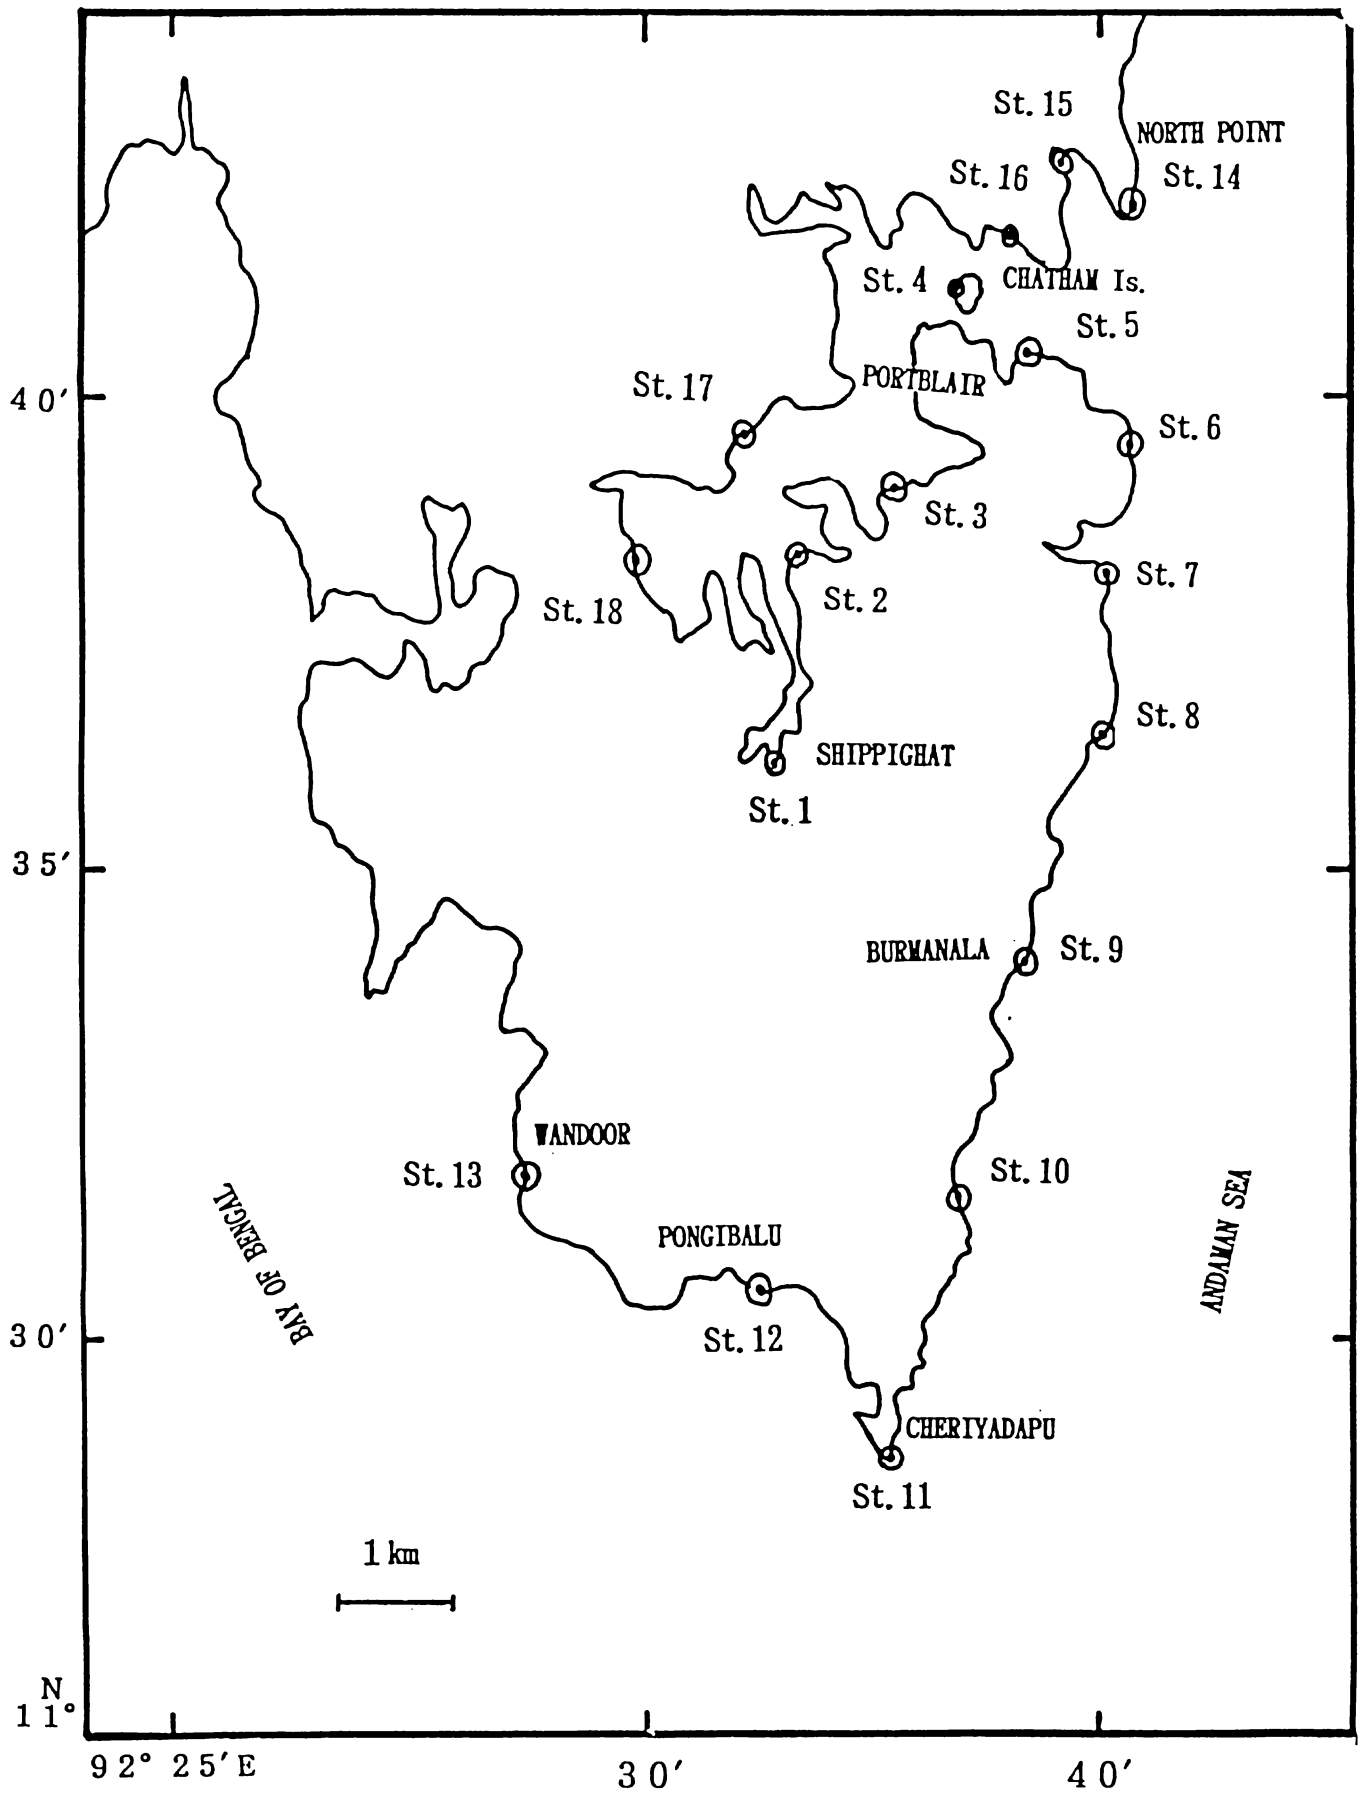 St. 15
NORTH POINT
St. 16
St. 14
St. 4
CHATHAM Is.
St. 5
PORTBLAIR
St. 17
40′
St. 6
St. 3
St. 7
St. 2
St. 18
St. 8
SHIPPIGHAT
St. 1
35′
BURMANALA
St. 9
WANDOOR
St. 13
St. 10
BAY OF BENGAL
ANDAMAN SEA
PONGIBALU
30′
St. 12
CHERIYADAPU
St. 11
1 km
N
11°
92° 25′ E
30′
40′